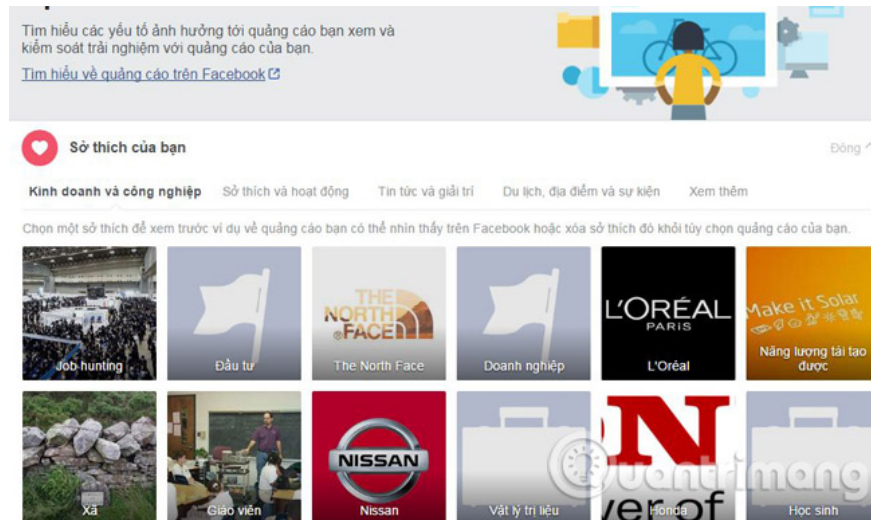 Tìm hiểu các yếu tố ảnh hưởng tới quảng cáo bạn xem và
kiểm soát trải nghiệm với quảng cáo của bạn.
Tìm hiểu về quảng cáo trên Facebook
Sở thích của bạn
Đóng
Kinh doanh và công nghiệp Sở thích và hoạt động Tin tức và giải trí Du lịch, địa điểm và sự kiện Xem thêm
Chọn một sở thích để xem trước ví dụ về quảng cáo bạn có thể nhìn thấy trên Facebook hoặc xóa sở thích đó khỏi tùy chọn quảng cáo của bạn.
THE
NORTH
FACE
L'ORÉAL
PARIS
Make it Solar
Job hunting
Đầu tư
The North Face
Doanh nghiệp
L'Oréal
Năng lượng tái tạo
được
NISSAN
ON
wer of
uantrimang
Xã
Giáo viên
Nissan
Vật lý trị liệu
Honda
Học sinh